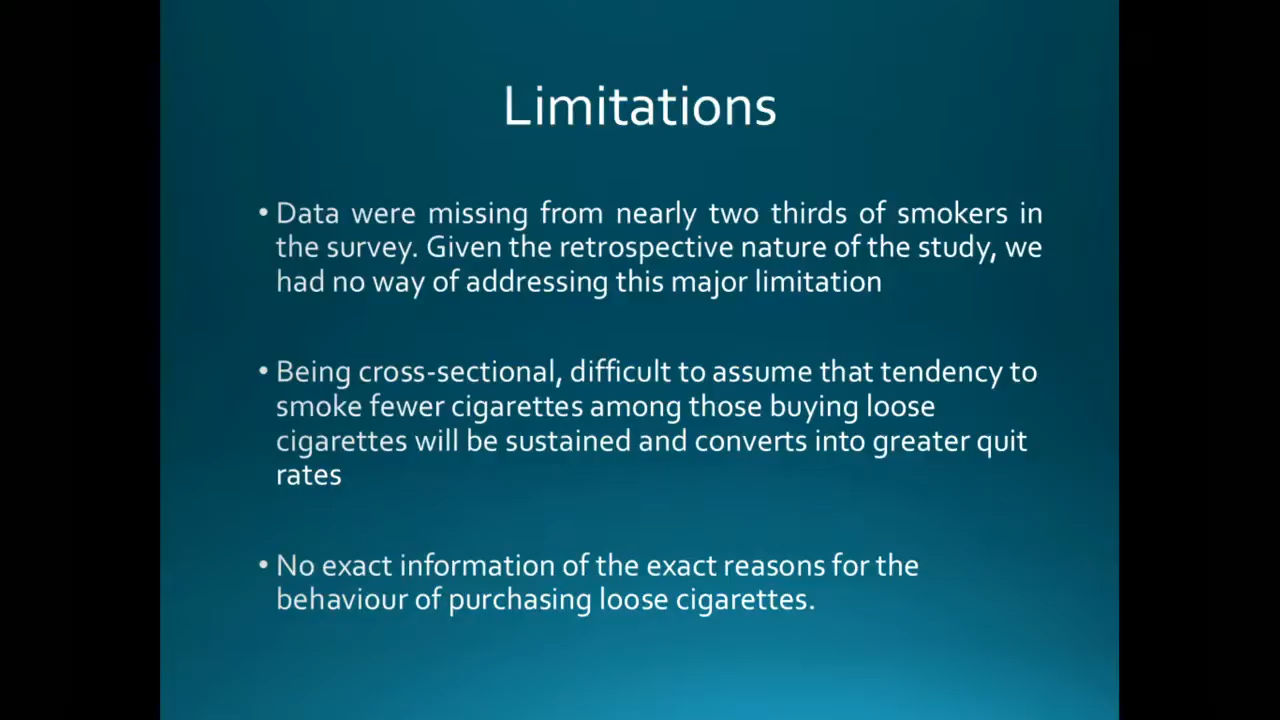 Limitations
• Data were missing from nearly two thirds of smokers in
the survey. Given the retrospective nature of the study, we
had no way of addressing this major limitation
• Being cross-sectional, difficult to assume that tendency to
smoke fewer cigarettes among those buying loose
cigarettes will be sustained and converts into greater quit
rates
• No exact information of the exact reasons for the
behaviour of purchasing loose cigarettes.